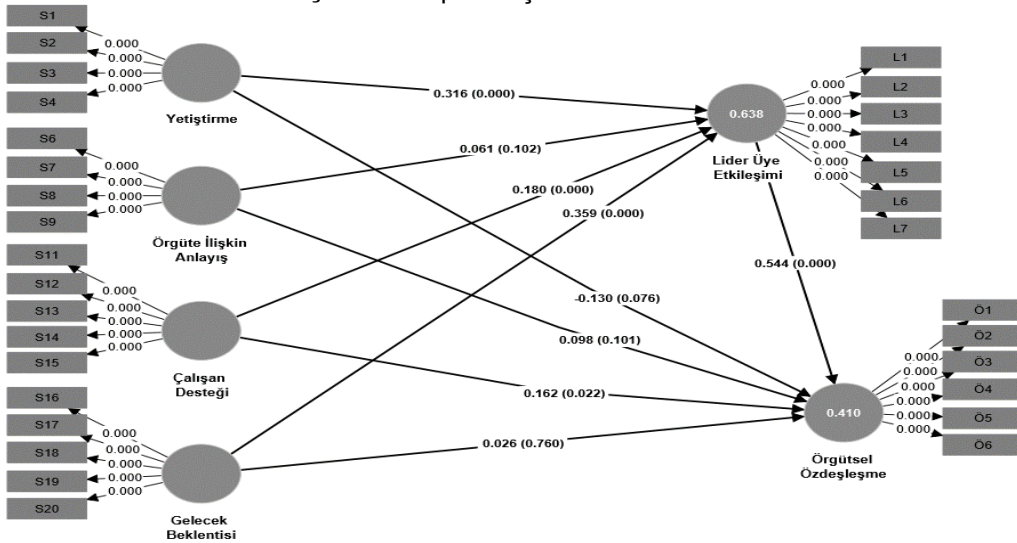 S1
S2
S3
S4
0.000
0.000
0.000
0.000
Yetiştirme
S6
S7
S8
S9
0.000
0.000
0.000
0.000
Örgüte İlişkin
Anlayış
S11
S12
S13
S14
S15
0.000
0.000
0.000
0.000
0.000
Çalışan
Desteği
S16
S17
S18
S19
S20
0.000
0.000
0.000
0.000
0.000
Gelecek
Beklentisi
0.316 (0.000)
0.061 (0.102)
0.180 (0.000)
0.359 (0.000)
-0.130 (0.076)
0.098 (0.101)
0.162 (0.022)
0.026 (0.760)
0.544 (0.000)
0.638
Lider Üye
Etkileşimi
0.000
0.000
0.000
0.000
0.000
0.000
0.000
L1
L2
L3
L4
L5
L6
L7
0.410
Örgütsel
Özdeşleşme
0.000
0.000
0.000
0.000
0.000
0.000
Ö1
Ö2
Ö3
Ö4
Ö5
Ö6